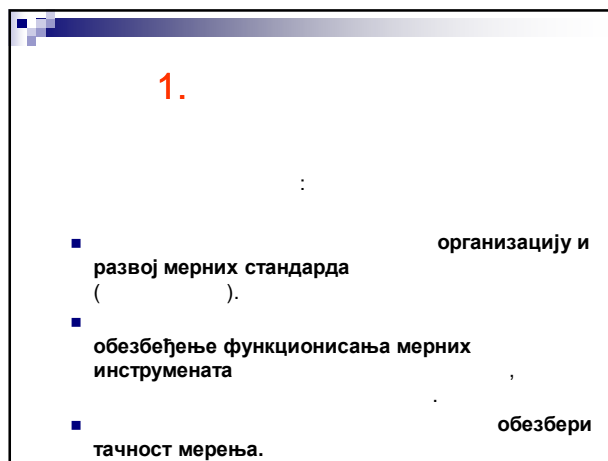 1.
:
организацију и
развој мерних стандарда
( ).
обезбеђење функционисања мерних
инструмената ,
.
обезбери
тачност мерења.